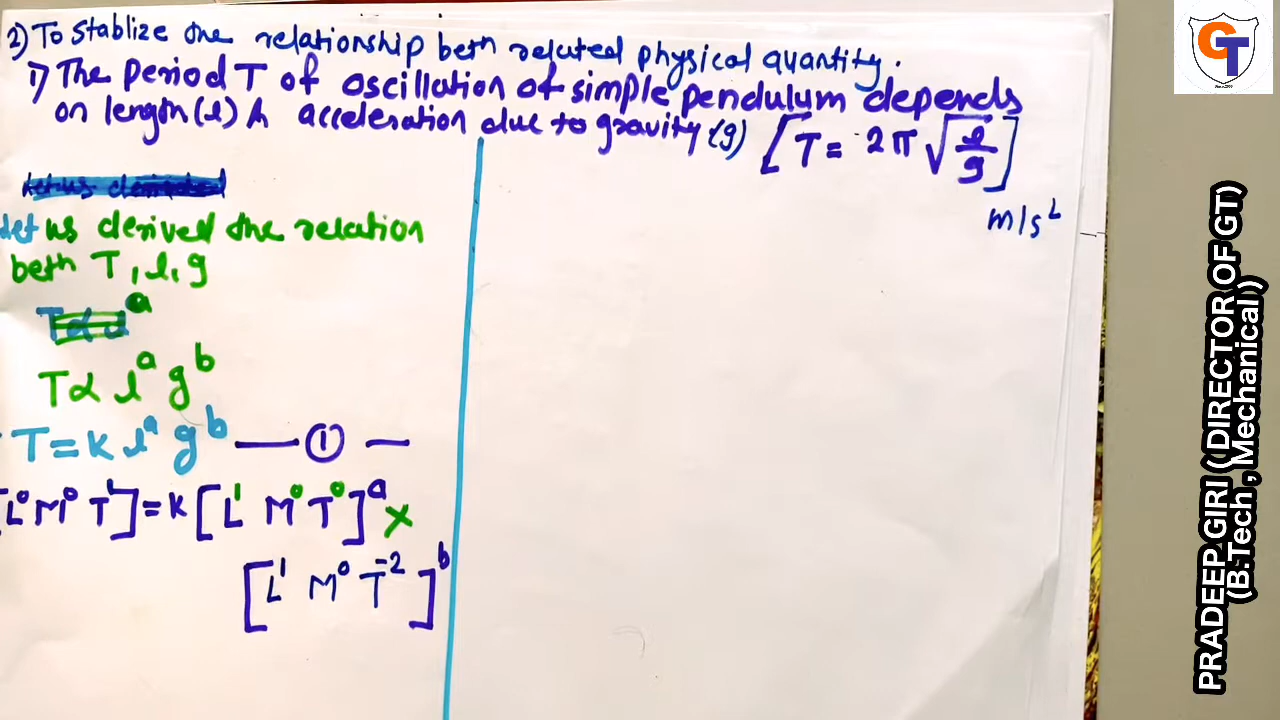 2) To stablize the relationship betn related physical quantity.
1) The period T of oscillation of simple pendulum depends
on length (l) & acceleration due to gravity (g) [T = 2π √(l/g)]
m/s²
Let us derived the relation
betn T, l, g
T ∝ l^a g^b
T = K l^a g^b —— ① —
[L⁰ M⁰ T¹] = K [L¹ M⁰ T⁰]^a ×
[L¹ M⁰ T⁻²]^b
GT
PRADEEP GIRI ( DIRECTOR OF GT)
(B.Tech , Mechanical )